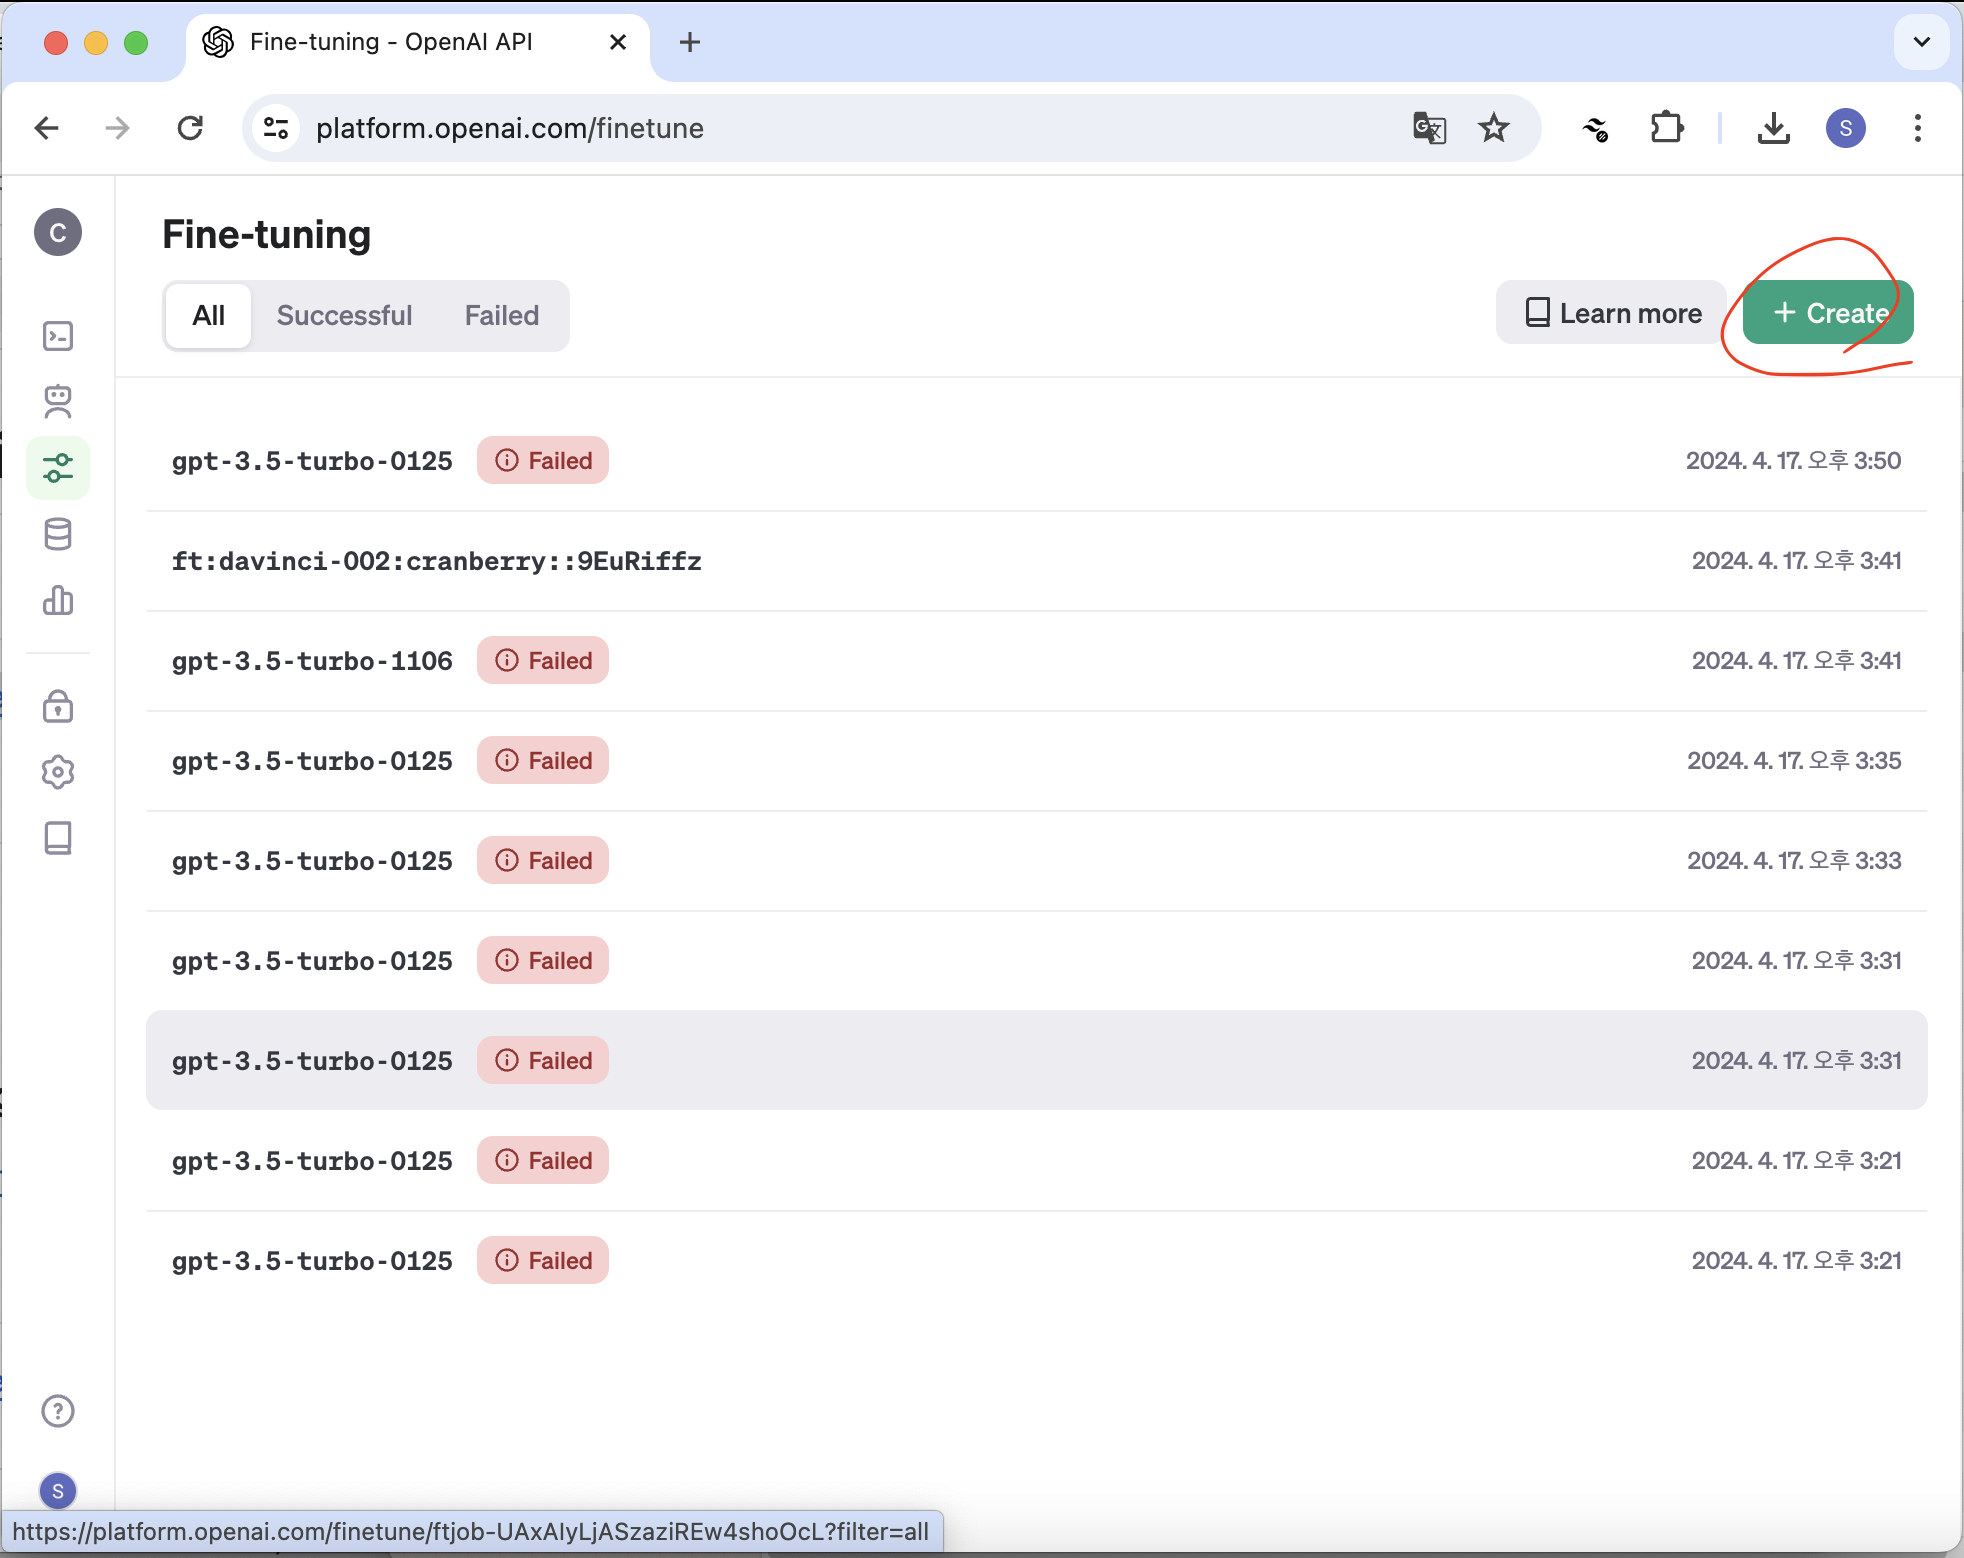 Fine-tuning - OpenAI API
platform.openai.com/finetune
S
C
Fine-tuning
All Successful Failed
Learn more
+ Create
gpt-3.5-turbo-0125 Failed 2024. 4. 17. 오후 3:50
ft:davinci-002:cranberry::9EuRiffz 2024. 4. 17. 오후 3:41
gpt-3.5-turbo-1106 Failed 2024. 4. 17. 오후 3:41
gpt-3.5-turbo-0125 Failed 2024. 4. 17. 오후 3:35
gpt-3.5-turbo-0125 Failed 2024. 4. 17. 오후 3:33
gpt-3.5-turbo-0125 Failed 2024. 4. 17. 오후 3:31
gpt-3.5-turbo-0125 Failed 2024. 4. 17. 오후 3:31
gpt-3.5-turbo-0125 Failed 2024. 4. 17. 오후 3:21
gpt-3.5-turbo-0125 Failed 2024. 4. 17. 오후 3:21
S
https://platform.openai.com/finetune/ftjob-UAxAIyLjASzaziREw4shoOcL?filter=all